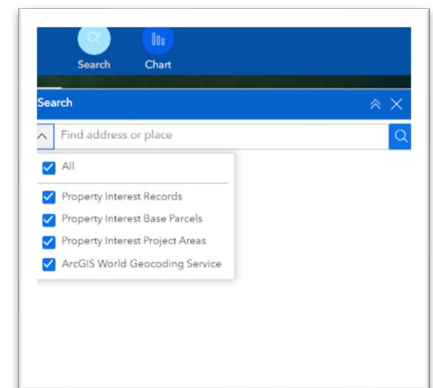 Search Chart
Search
Find address or place
All
Property Interest Records
Property Interest Base Parcels
Property Interest Project Areas
ArcGIS World Geocoding Service